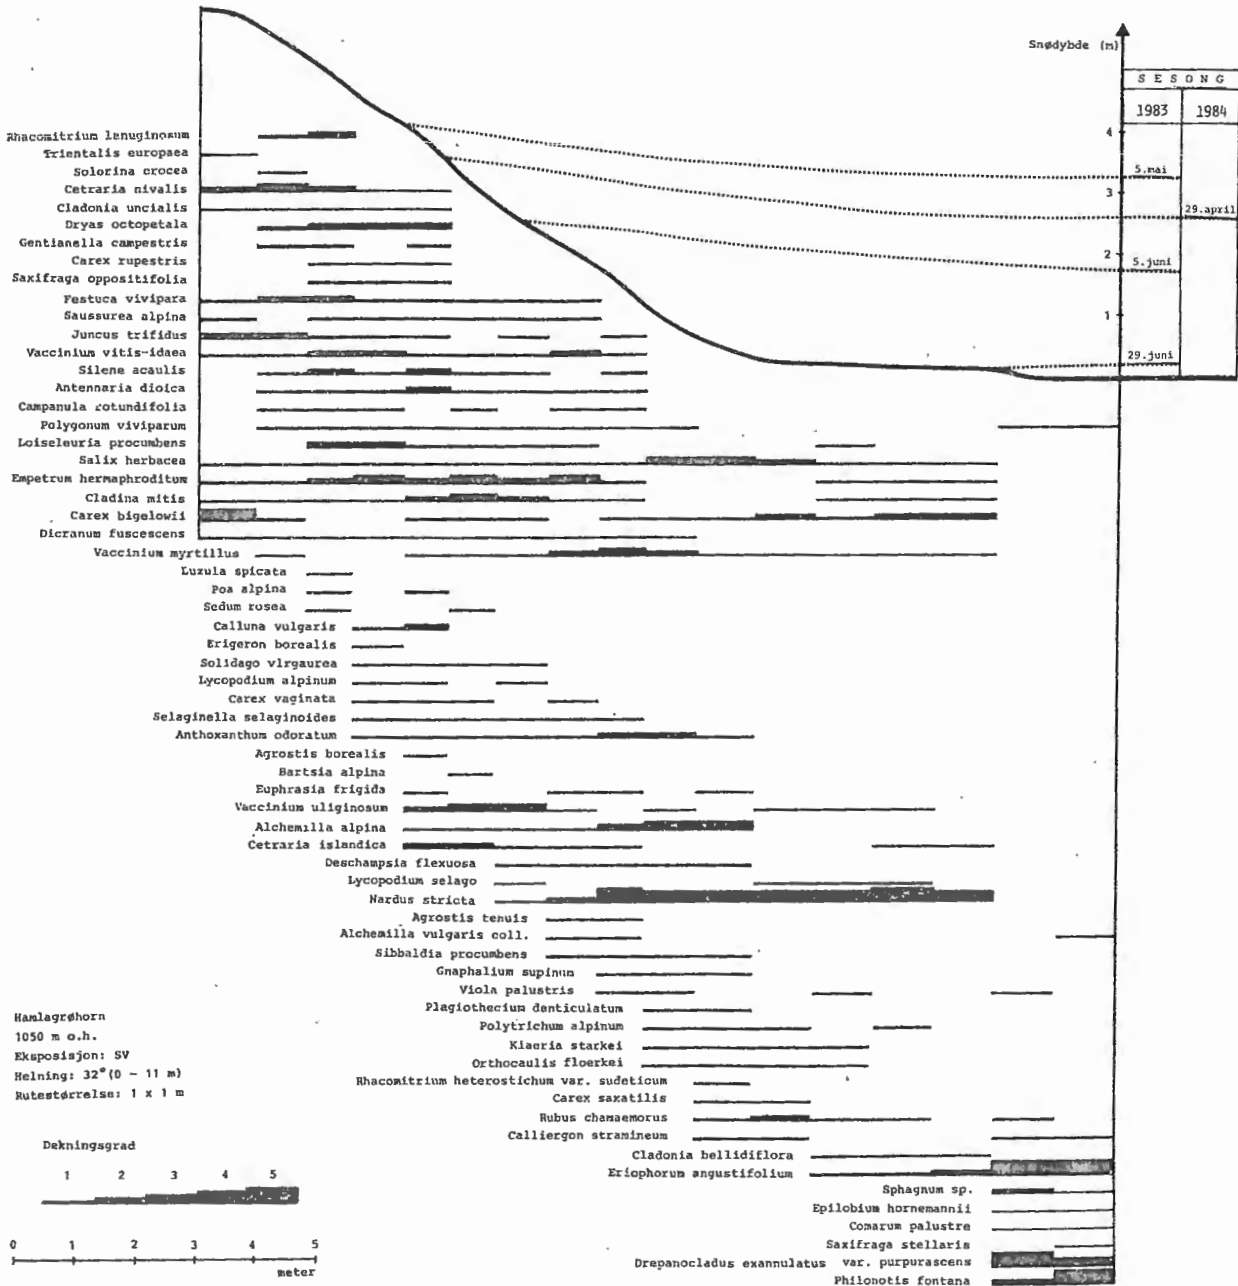 Snødybde (m)
SESONG
1983 1984
4
3
2
1
5.mai
29.april
5.juni
29.juni
Rhacomitrium lanuginosum
Trientalis europaea
Solorina crocea
Cetraria nivalis
Cladonia uncialis
Dryas octopetala
Gentianella campestris
Carex rupestris
Saxifraga oppositifolia
Festuca vivipara
Saussurea alpina
Juncus trifidus
Vaccinium vitis-idaea
Silene acaulis
Antennaria dioica
Campanula rotundifolia
Polygonum viviparum
Loiseleuria procumbens
Salix herbacea
Empetrum hermaphroditum
Cladina mitis
Carex bigelowii
Dicranum fuscescens
Vaccinium myrtillus
Luzula spicata
Poa alpina
Sedum rosea
Calluna vulgaris
Erigeron borealis
Solidago virgaurea
Lycopodium alpinum
Carex vaginata
Selaginella selaginoides
Anthoxanthum odoratum
Agrostis borealis
Bartsia alpina
Euphrasia frigida
Vaccinium uliginosum
Alchemilla alpina
Cetraria islandica
Deschampsia flexuosa
Lycopodium selago
Nardus stricta
Agrostis tenuis
Alchemilla vulgaris coll.
Sibbaldia procumbens
Gnaphalium supinum
Viola palustris
Plagiothecium denticulatum
Polytrichum alpinum
Kiaeria starkei
Orthocaulis floerkei
Rhacomitrium heterostichum var. sudeticum
Carex saxatilis
Rubus chamaemorus
Calliergon stramineum
Cladonia bellidiflora
Eriophorum angustifolium
Sphagnum sp.
Epilobium hornemannii
Comarum palustre
Saxifraga stellaris
Drepanocladus exannulatus var. purpurascens
Philonotis fontana
Hamlagrøhorn
1050 m o.h.
Eksposisjon: SV
Helning: 32° (0 - 11 m)
Rutestørrelse: 1 x 1 m
Dekningsgrad
1 2 3 4 5
0 1 2 3 4 5
meter